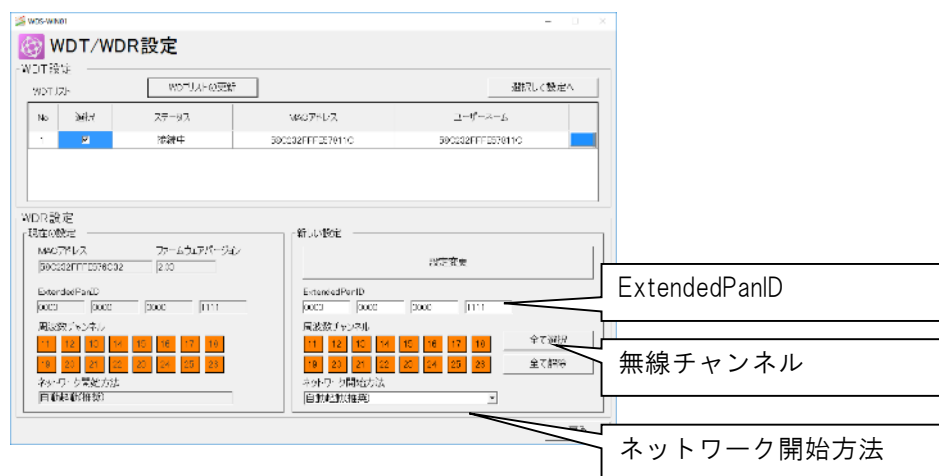 WDS-WIN01
WDT/WDR設定
WDT設定
WDTリスト
WDTリストの更新
選択して設定へ
No 選択 ステータス MACアドレス ユーザーネーム
1 接続中
WDR設定
現在の設定
MACアドレス ファームウェアバージョン
ExtendedPanID
0000 0000 0000 1111
周波数チャンネル
11 12 13 14 15 16 17 18
19 20 21 22 23 24 25 26
ネットワーク開始方法
自動起動(推奨)
新しい設定
設定変更
ExtendedPanID
0000 0000 0000 1111
周波数チャンネル
11 12 13 14 15 16 17 18
19 20 21 22 23 24 25 26
全て選択
全て解除
ネットワーク開始方法
自動起動(推奨)
戻る
ExtendedPanID
無線チャンネル
ネットワーク開始方法